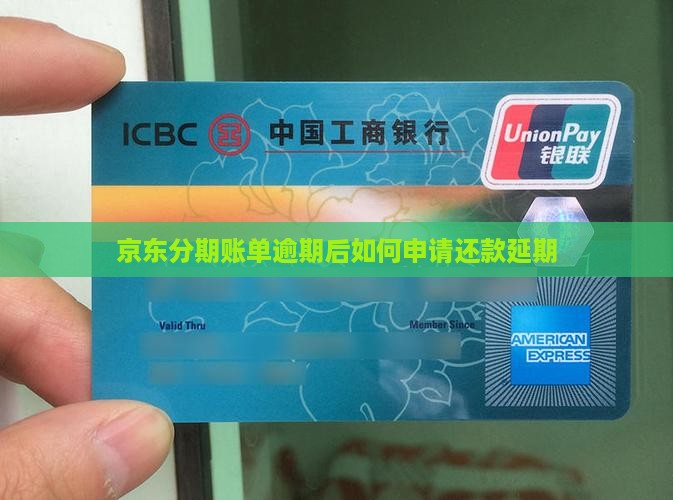 ICBC 中国工商银行
UnionPay
银联
京东分期账单逾期后如何申请还款延期
Valid Thru
Member Since
AMERICAN
EXPRESS